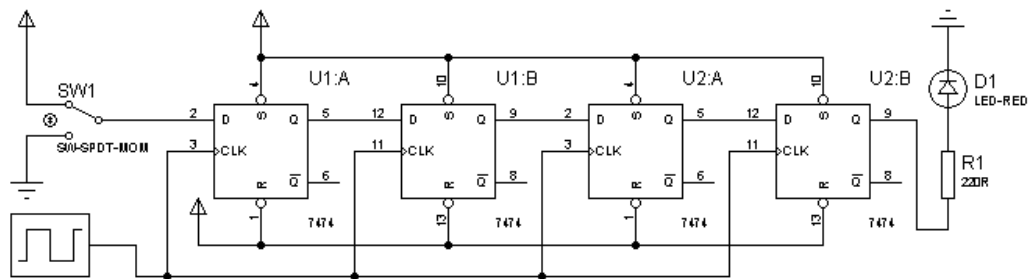 SW1
SW-SPDT-MOM
U1:A
2
3
4
5
6
1
D
S
Q
CLK
R
Q
7474
U1:B
12
11
10
9
8
13
D
S
Q
CLK
R
Q
7474
U2:A
2
3
4
5
6
1
D
S
Q
CLK
R
Q
7474
U2:B
12
11
10
9
8
13
D
S
Q
CLK
R
Q
7474
D1
LED-RED
R1
220R